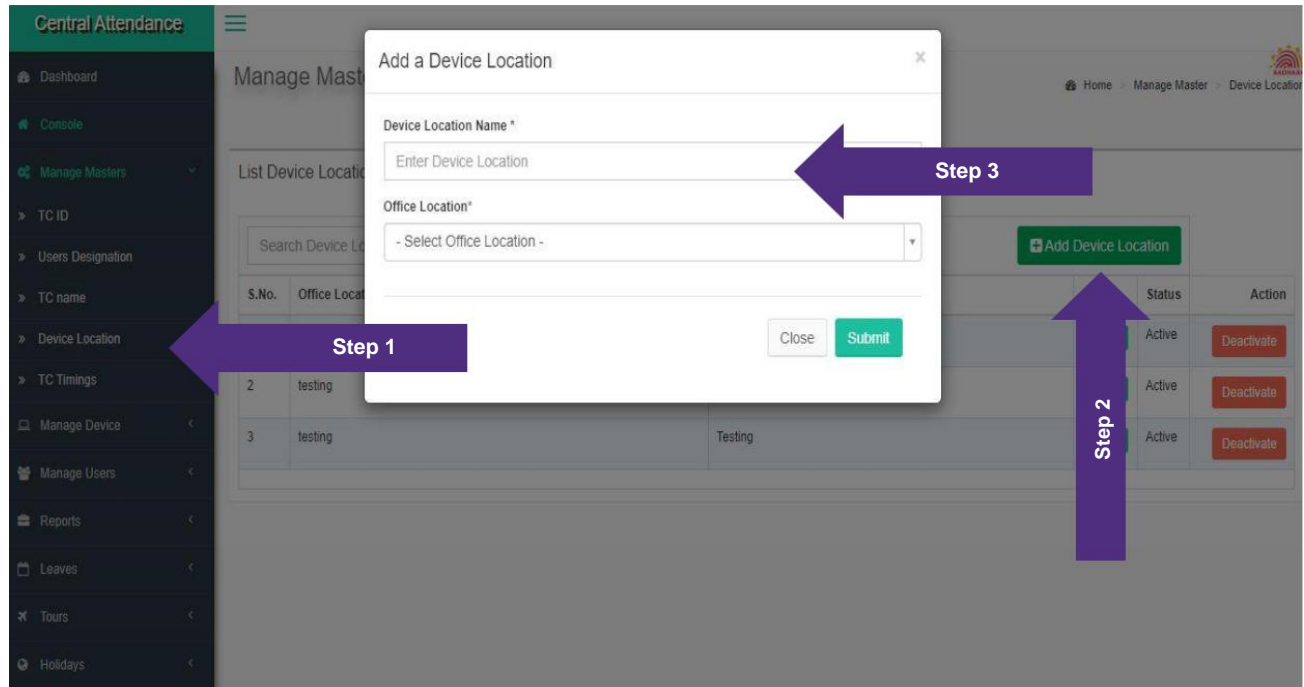 Central Attendance
Dashboard
Console
Manage Masters
TC ID
Users Designation
TC name
Device Location
TC Timings
Manage Device
Manage Users
Reports
Leaves
Tours
Holidays
Manage Mast
AADHAAR
Home > Manage Master > Device Location
List Device Locatio
Search Device Lo
Add Device Location
S.No. Office Locat Status Action
Active Deactivate
2 testing Active Deactivate
3 testing Testing Active Deactivate
Add a Device Location ×
Device Location Name *
Enter Device Location
Office Location*
- Select Office Location -
Close Submit
Step 1
Step 2
Step 3